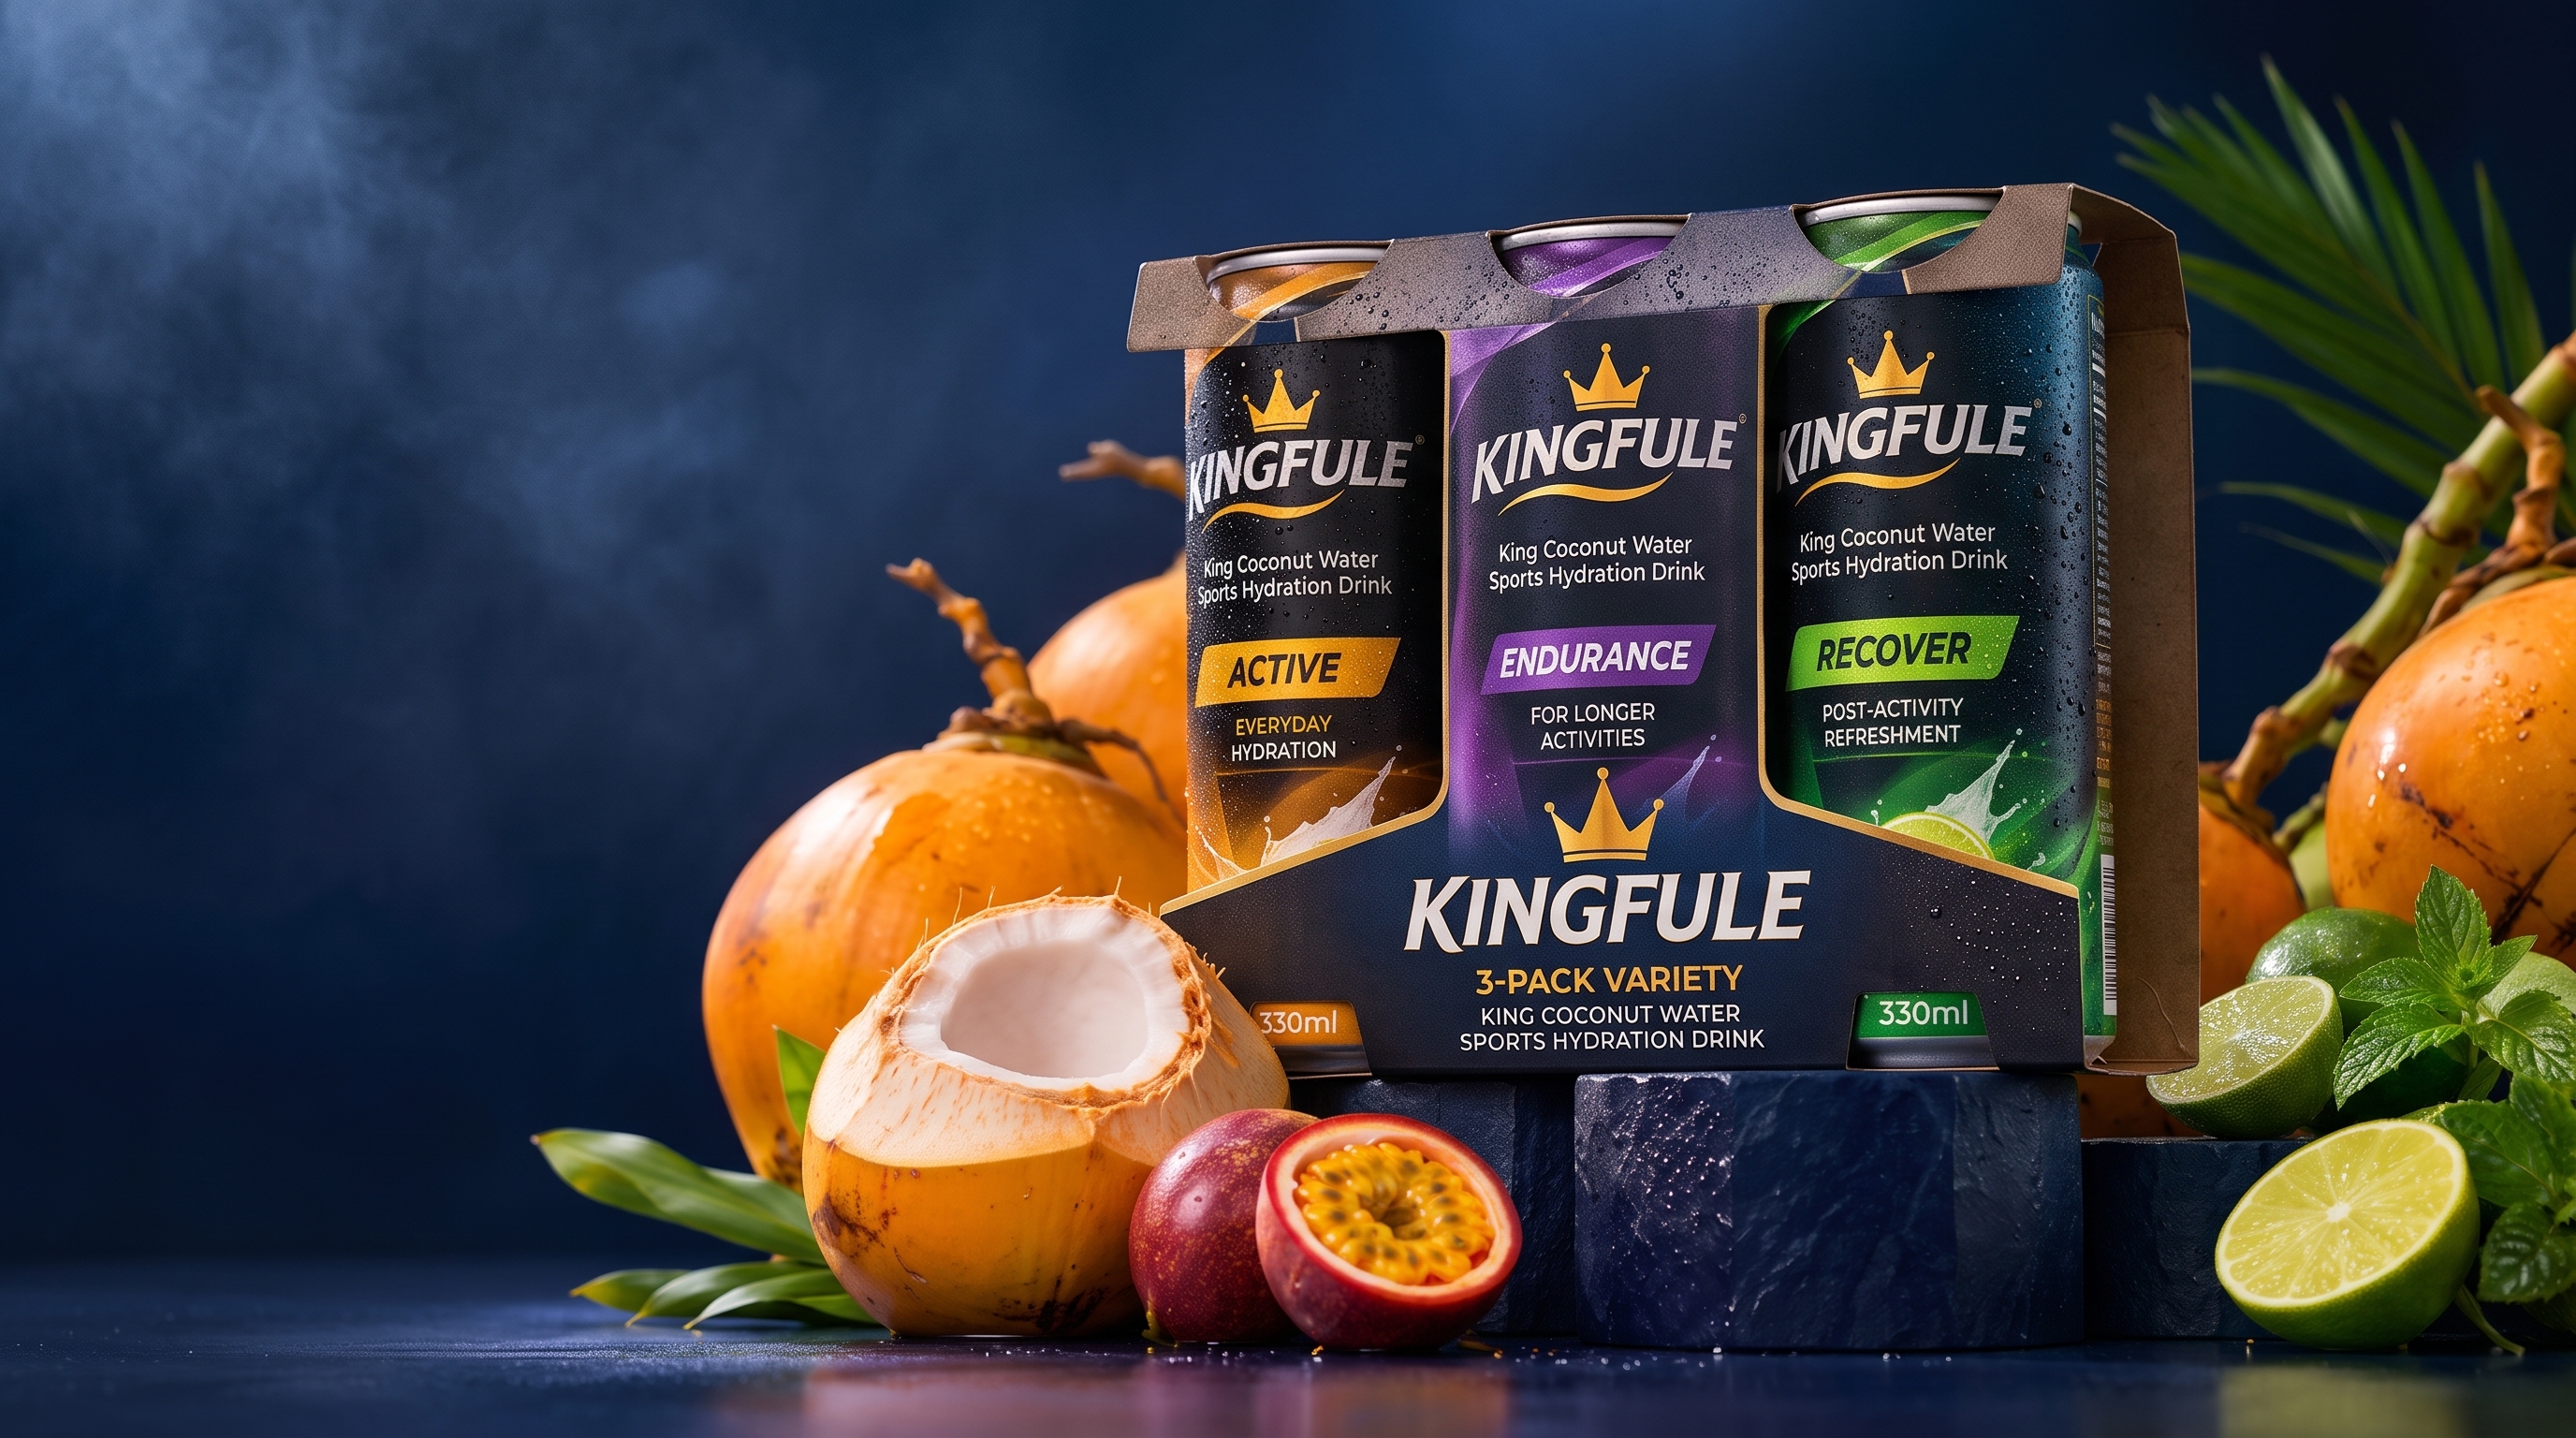 KINGFULE®
King Coconut Water
Sports Hydration Drink
ACTIVE
EVERYDAY
HYDRATION
330ml
KINGFULE®
King Coconut Water
Sports Hydration Drink
ENDURANCE
FOR LONGER
ACTIVITIES
KINGFULE®
King Coconut Water
Sports Hydration Drink
RECOVER
POST-ACTIVITY
REFRESHMENT
330ml
KINGFULE
3-PACK VARIETY
KING COCONUT WATER
SPORTS HYDRATION DRINK